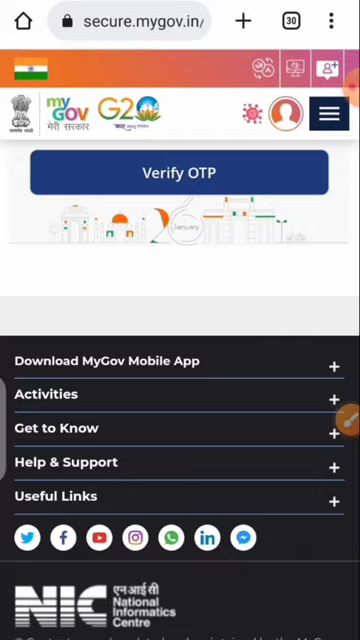 secure.mygov.in/
30
my
GOV
मेरी सरकार
G20
Verify OTP
26
January
Download MyGov Mobile App
Activities
Get to Know
Help & Support
Useful Links
NIC
एन आई सी
National
Informatics
Centre